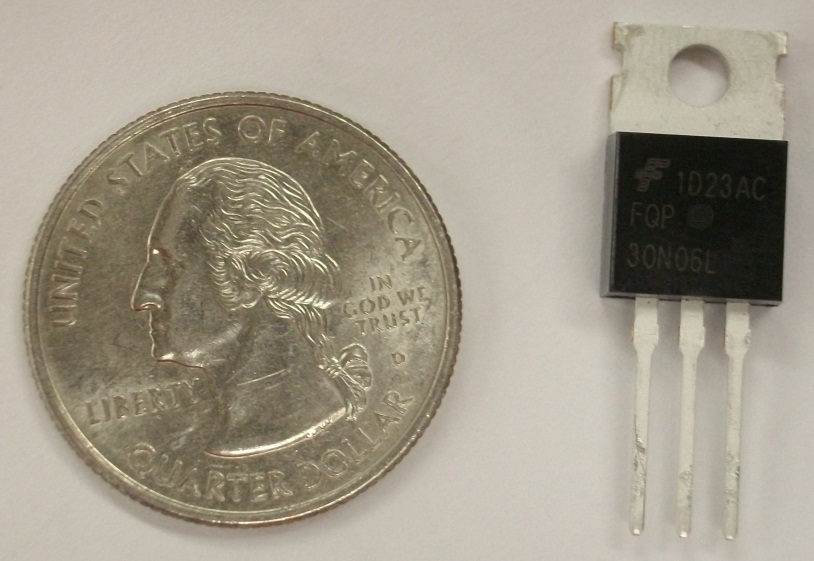 UNITED STATES OF AMERICA
IN
GOD WE
TRUST
D
LIBERTY
QUARTER DOLLAR
1D23AC
FQP
30N06L